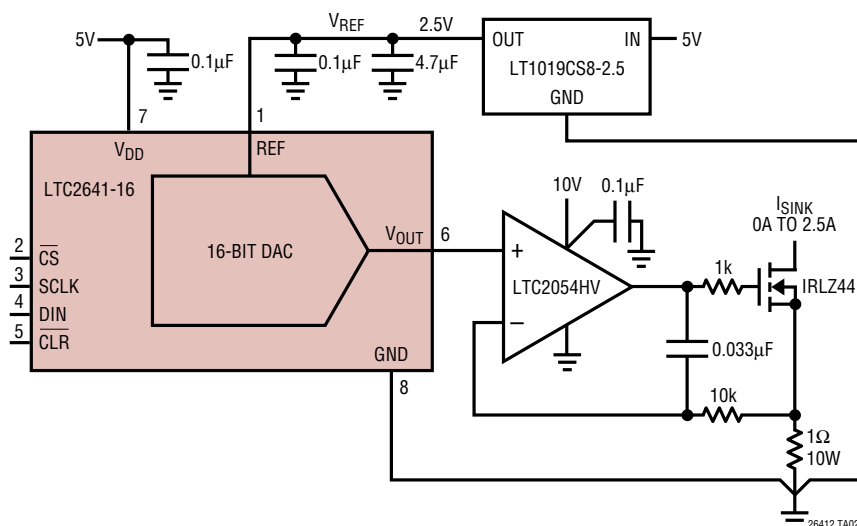 5V
0.1µF
V_REF
2.5V
0.1µF
4.7µF
OUT
IN
5V
LT1019CS8-2.5
GND
7
1
V_DD
REF
LTC2641-16
16-BIT DAC
V_OUT
6
2
C̅S̅
3
SCLK
4
DIN
5
C̅L̅R̅
GND
8
10V
0.1µF
+
LTC2054HV
–
I_SINK
0A TO 2.5A
1k
IRLZ44
0.033µF
10k
1Ω
10W
26412 TA02